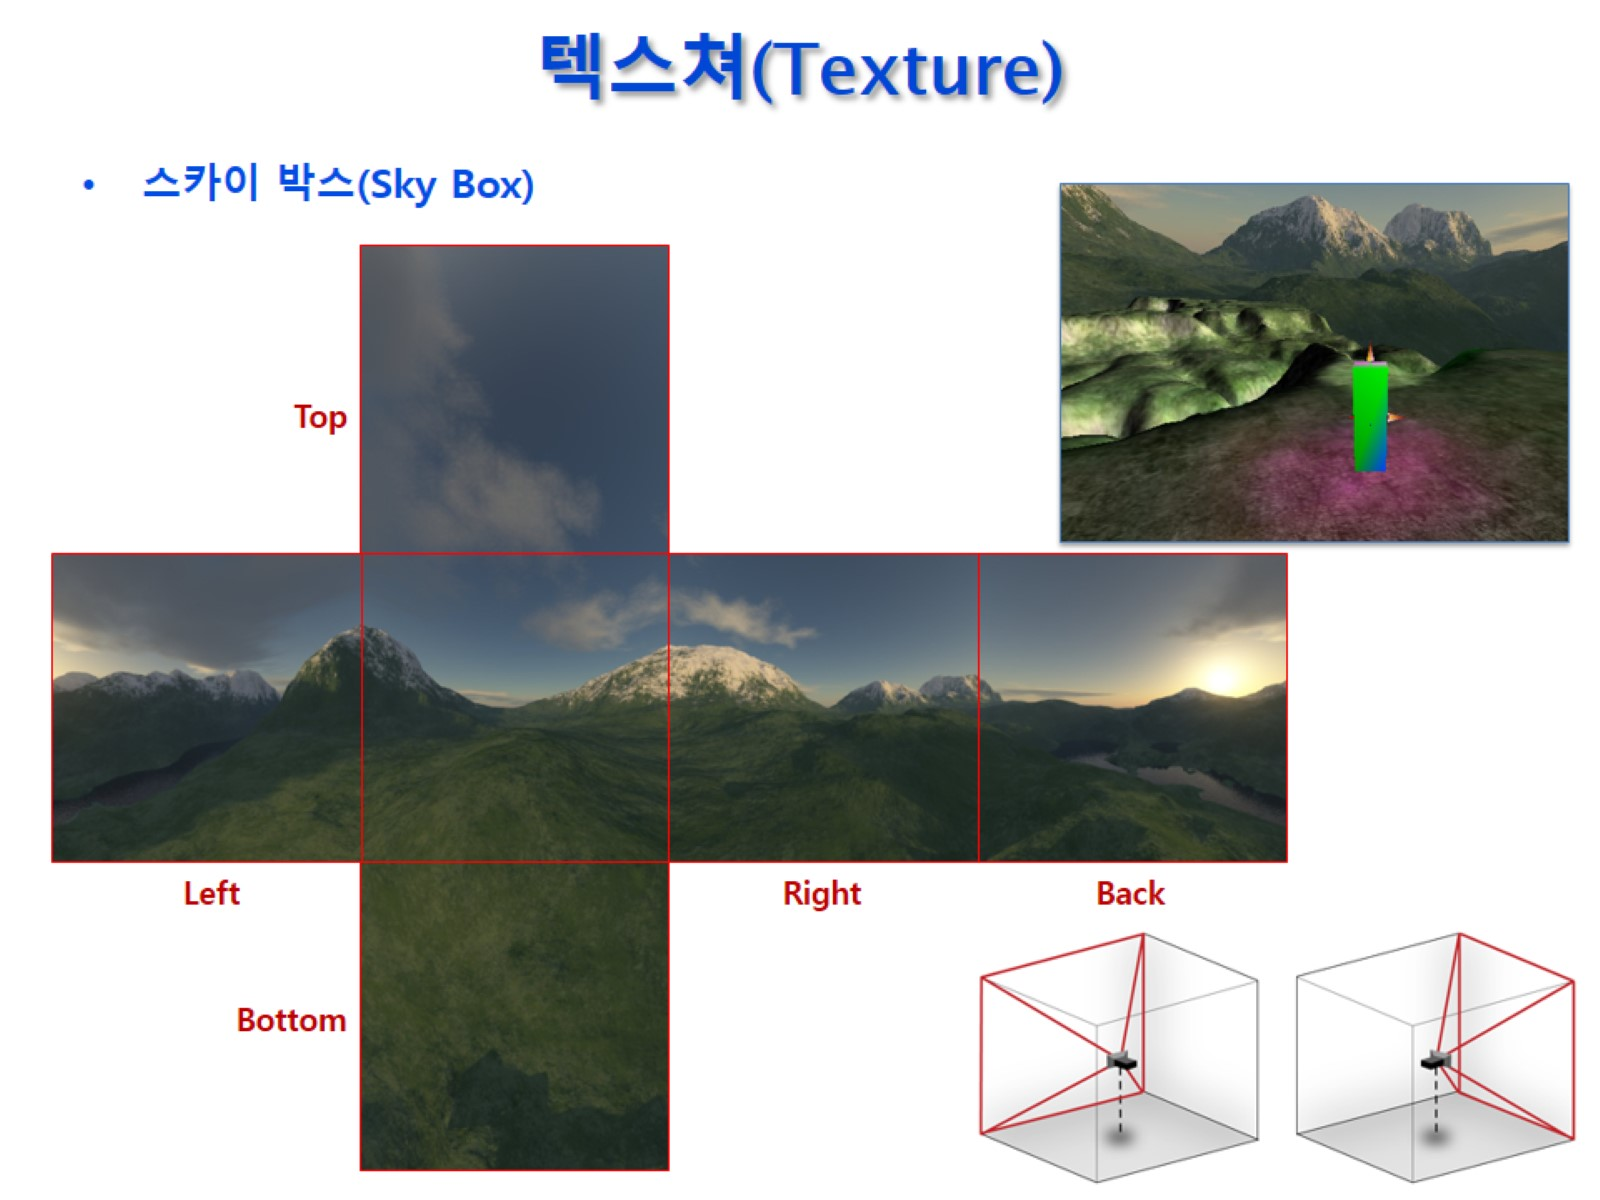 텍스쳐(Texture)
• 스카이 박스(Sky Box)
Top
Left
Right
Back
Bottom